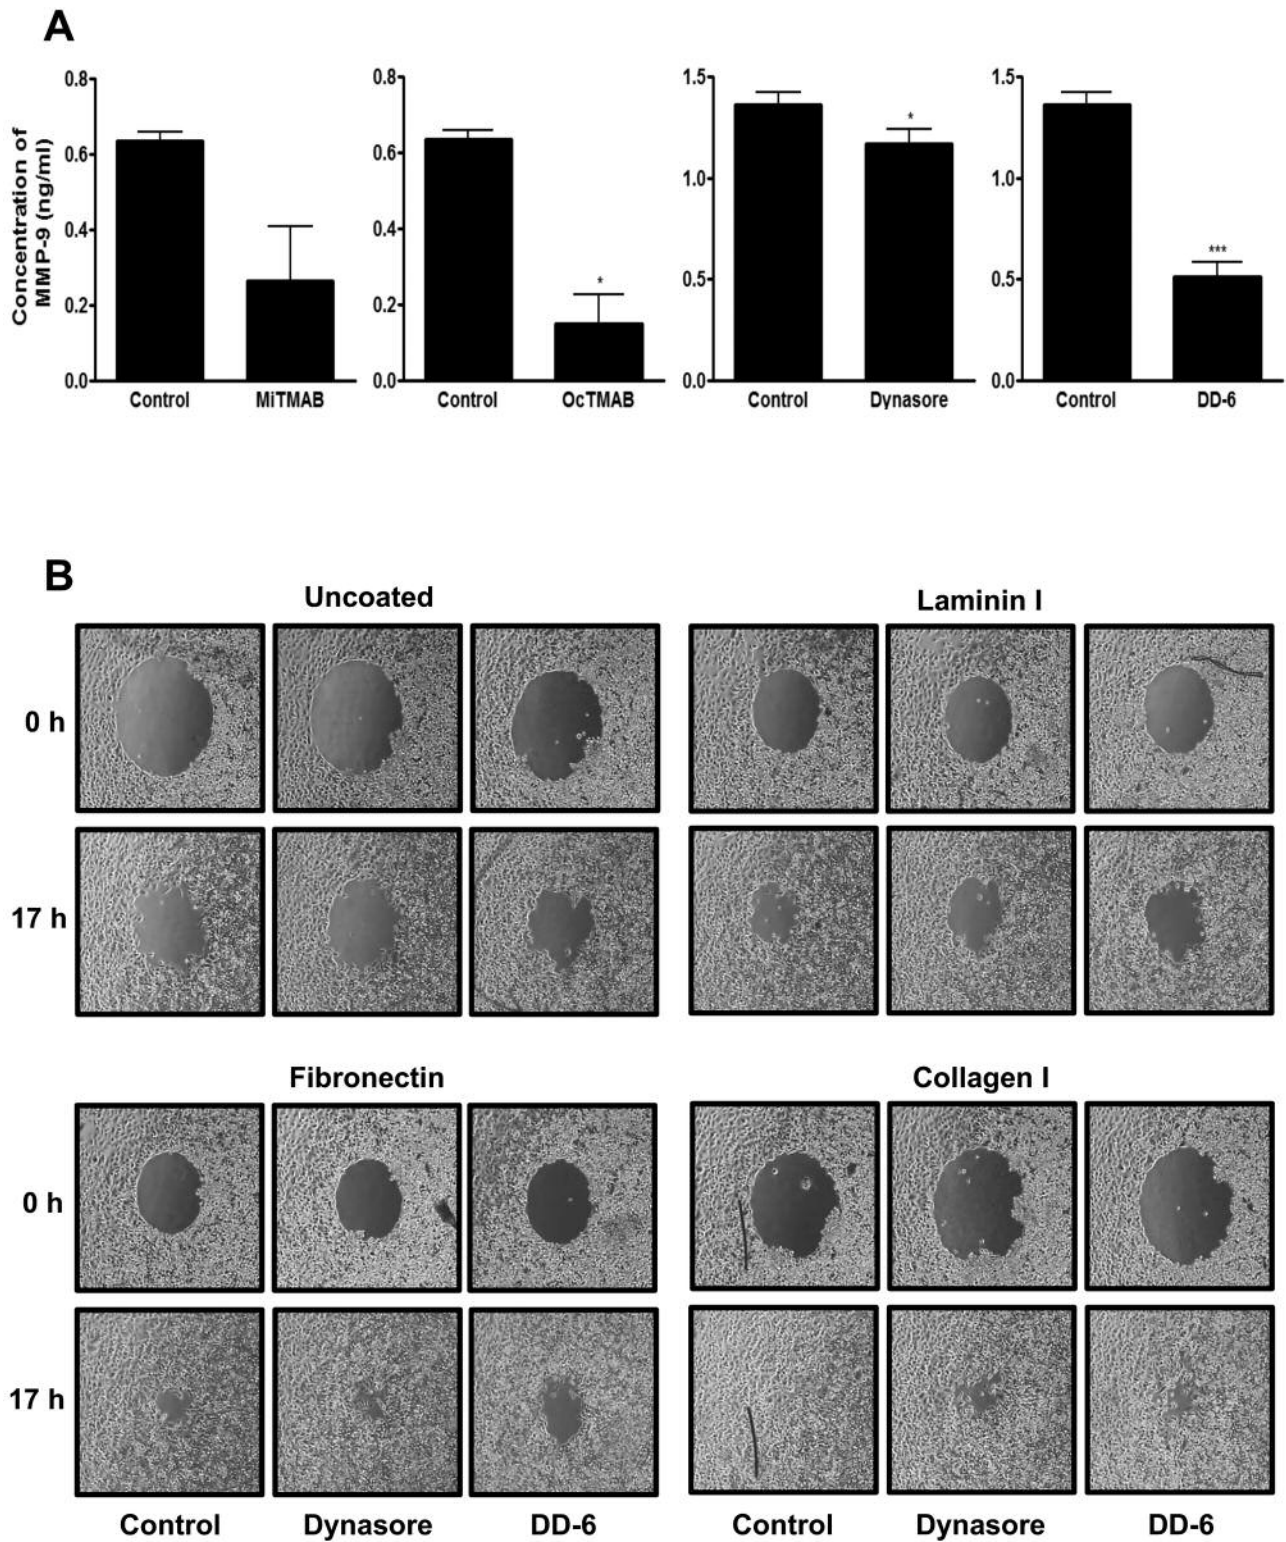 A
Concentration of
MMP-9 (ng/ml)
0.8
0.6
0.4
0.2
0.0
Control
MiTMAB
0.8
0.6
0.4
0.2
0.0
*
Control
OcTMAB
1.5
1.0
0.5
0.0
*
Control
Dynasore
1.5
1.0
0.5
0.0
***
Control
DD-6
B
Uncoated
Laminin I
0 h
17 h
Fibronectin
Collagen I
0 h
17 h
Control
Dynasore
DD-6
Control
Dynasore
DD-6